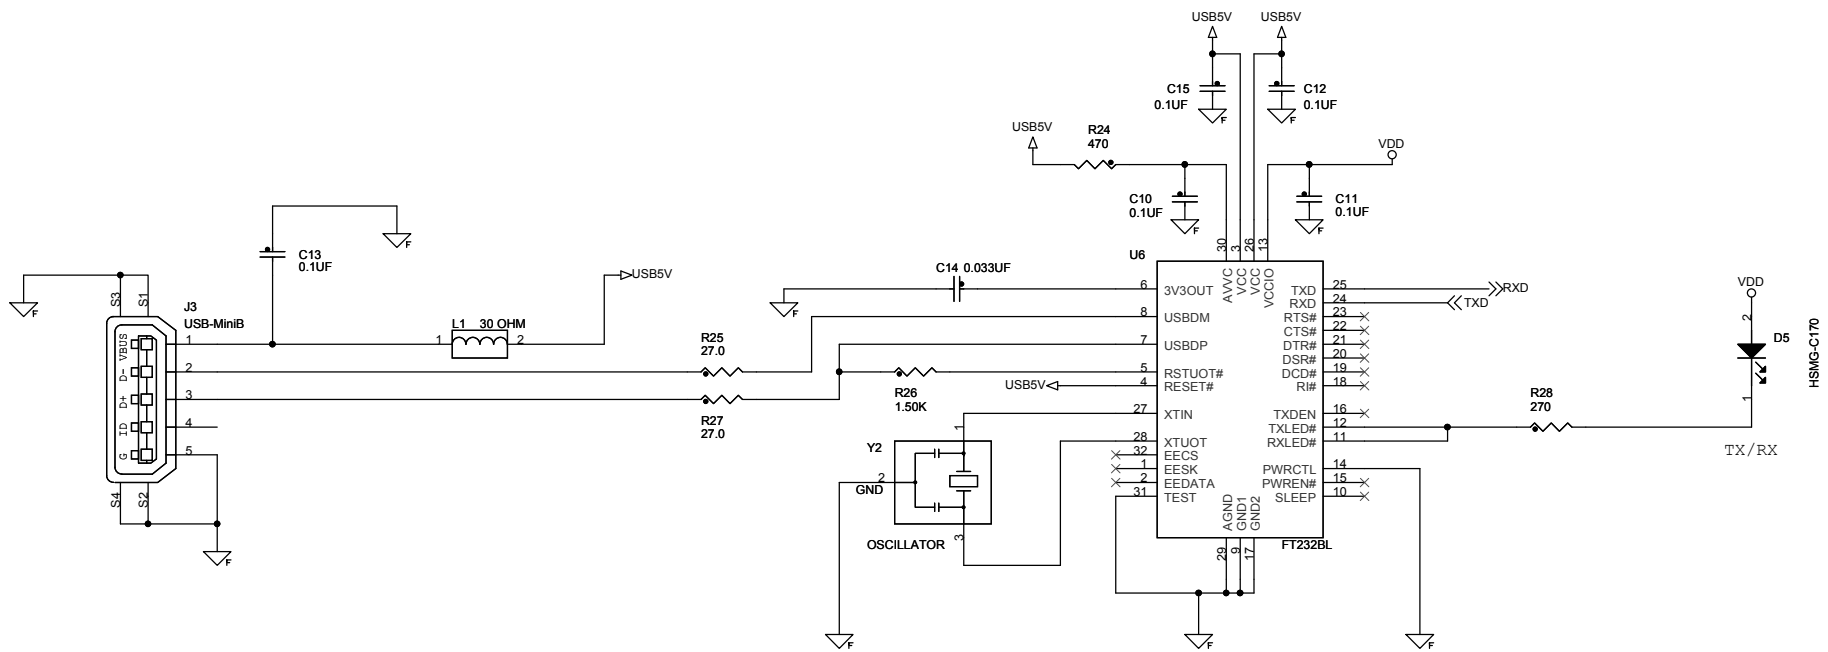 USB5V
USB5V
C15
0.1UF
C12
0.1UF
F
F
USB5V
R24
470
VDD
C10
0.1UF
C11
0.1UF
F
F
F
C13
0.1UF
USB5V
F
J3
USB-MiniB
S3
S1
1
VBUS
2
D-
3
D+
4
ID
5
G
S4
S2
F
L1
30 OHM
1
2
R25
27.0
R27
27.0
R26
1.50K
C14 0.033UF
F
USB5V
Y2
1
2
GND
3
OSCILLATOR
F
U6
30
3
26
13
AVVC
VCC
VCC
VCCIO
6 3V3OUT
8 USBDM
7 USBDP
5 RSTUOT#
4 RESET#
27 XTIN
28 XTUOT
32 EECS
1 EESK
2 EEDATA
31 TEST
TXD 25
RXD 24
RTS# 23
CTS# 22
DTR# 21
DSR# 20
DCD# 19
RI# 18
TXDEN 16
TXLED# 12
RXLED# 11
PWRCTL 14
PWREN# 15
SLEEP 10
AGND
GND1
GND2
29
9
17
FT232BL
F
F
RXD
TXD
R28
270
VDD
2
D5
1
HSMG-C170
TX/RX